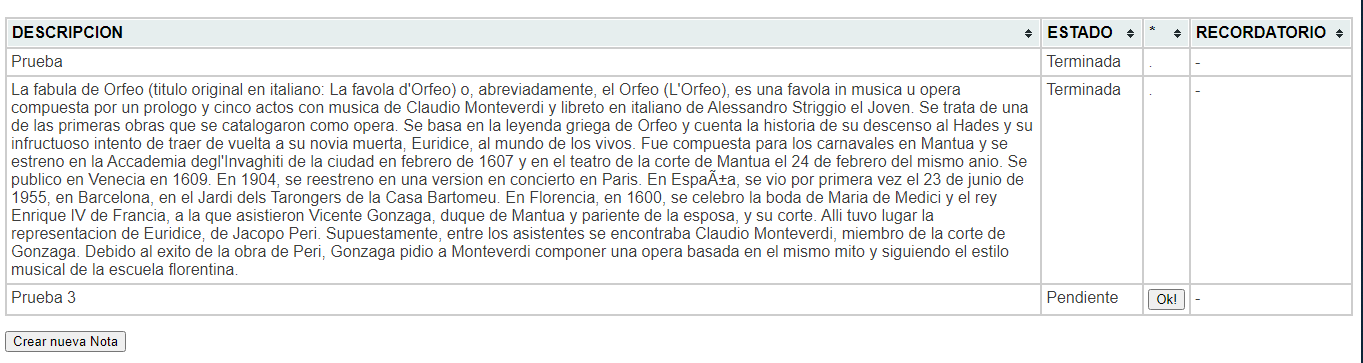 DESCRIPCION ESTADO * RECORDATORIO
Prueba Terminada . -
La fabula de Orfeo (titulo original en italiano: La favola d'Orfeo) o, abreviadamente, el Orfeo (L'Orfeo), es una favola in musica u opera Terminada . -
compuesta por un prologo y cinco actos con musica de Claudio Monteverdi y libreto en italiano de Alessandro Striggio el Joven. Se trata de una
de las primeras obras que se catalogaron como opera. Se basa en la leyenda griega de Orfeo y cuenta la historia de su descenso al Hades y su
infructuoso intento de traer de vuelta a su novia muerta, Euridice, al mundo de los vivos. Fue compuesta para los carnavales en Mantua y se
estreno en la Accademia degl'Invaghiti de la ciudad en febrero de 1607 y en el teatro de la corte de Mantua el 24 de febrero del mismo anio. Se
publico en Venecia en 1609. En 1904, se reestreno en una version en concierto en Paris. En EspaÃ±a, se vio por primera vez el 23 de junio de
1955, en Barcelona, en el Jardi dels Tarongers de la Casa Bartomeu. En Florencia, en 1600, se celebro la boda de Maria de Medici y el rey
Enrique IV de Francia, a la que asistieron Vicente Gonzaga, duque de Mantua y pariente de la esposa, y su corte. Alli tuvo lugar la
representacion de Euridice, de Jacopo Peri. Supuestamente, entre los asistentes se encontraba Claudio Monteverdi, miembro de la corte de
Gonzaga. Debido al exito de la obra de Peri, Gonzaga pidio a Monteverdi componer una opera basada en el mismo mito y siguiendo el estilo
musical de la escuela florentina.
Prueba 3 Pendiente Ok! -
Crear nueva Nota